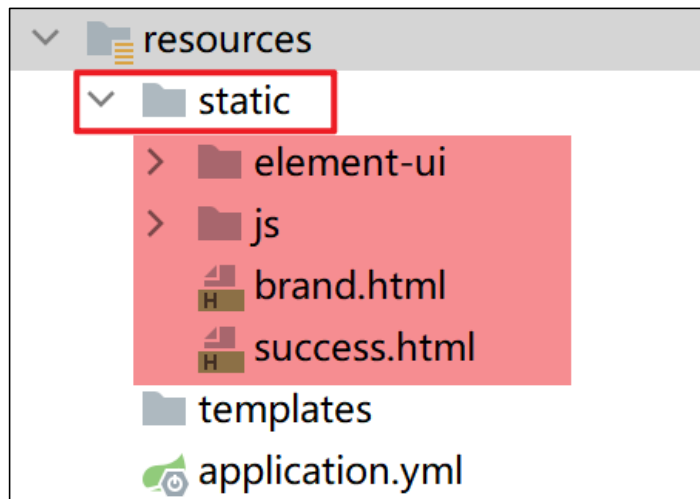 resources
static
element-ui
js
H brand.html
H success.html
templates
application.yml